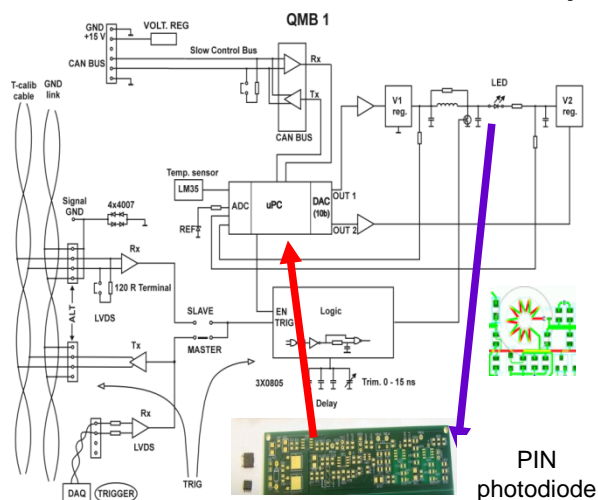 QMB 1
GND
+15 V
VOLT. REG
CAN BUS
Slow Control Bus
Rx
Tx
CAN BUS
T-calib
cable
GND
link
LED
V1
reg.
V2
reg.
Temp. sensor
LM35
OUT 1
ADC
uPC
DAC
(10b)
OUT 2
REF
Signal
GND
4x4007
Rx
120 R Terminal
LVDS
ALT
SLAVE
MASTER
Tx
EN
TRIG
Logic
3X0805
Trim. 0 - 15 ns
Delay
Rx
LVDS
TRIG
DAQ
TRIGGER
PIN
photodiode